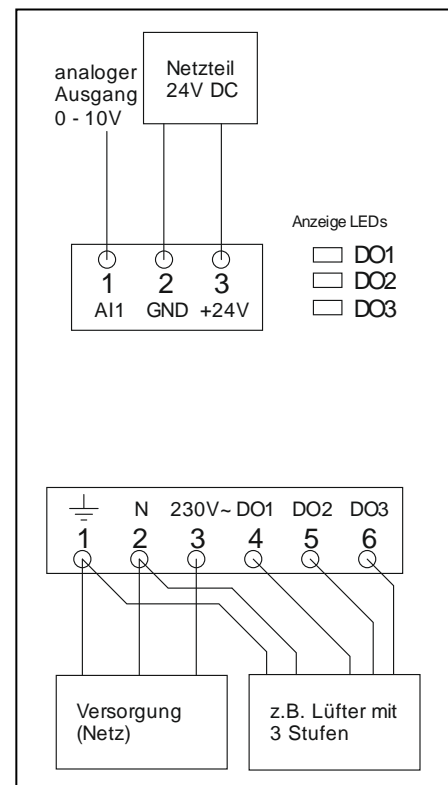 analoger
Ausgang
0 - 10V
Netzteil
24V DC
Anzeige LEDs
DO1
DO2
DO3
1 2 3
AI1 GND +24V
N 230V~ DO1 DO2 DO3
1 2 3 4 5 6
Versorgung
(Netz)
z.B. Lüfter mit
3 Stufen